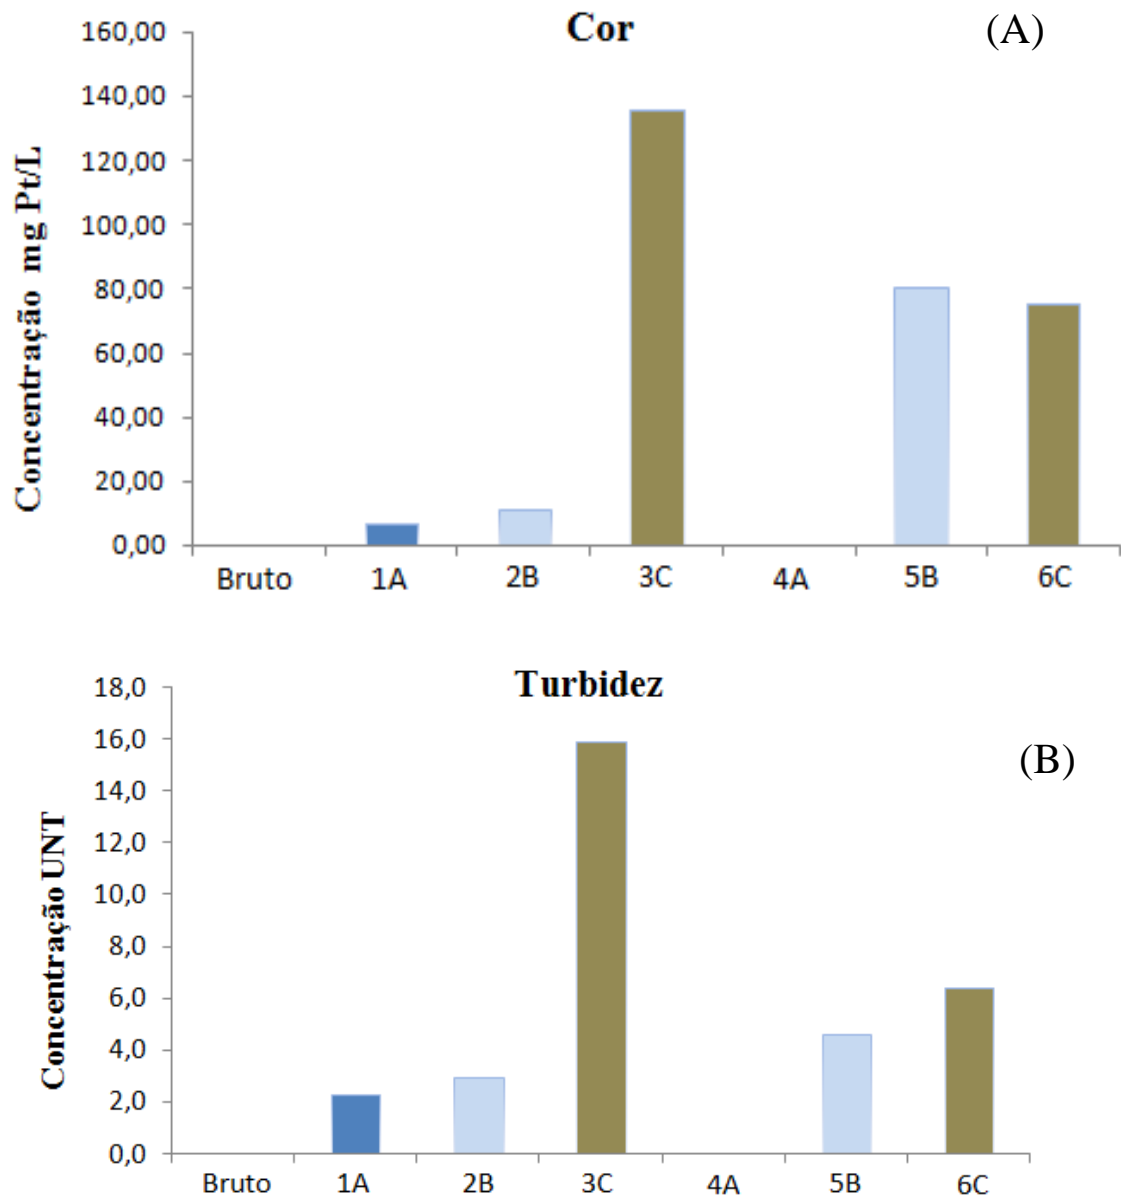 Cor
(A)
Concentração mg Pt/L
160,00
140,00
120,00
100,00
80,00
60,00
40,00
20,00
0,00
Bruto 1A 2B 3C 4A 5B 6C
Turbidez
(B)
Concentração UNT
18,0
16,0
14,0
12,0
10,0
8,0
6,0
4,0
2,0
0,0
Bruto 1A 2B 3C 4A 5B 6C